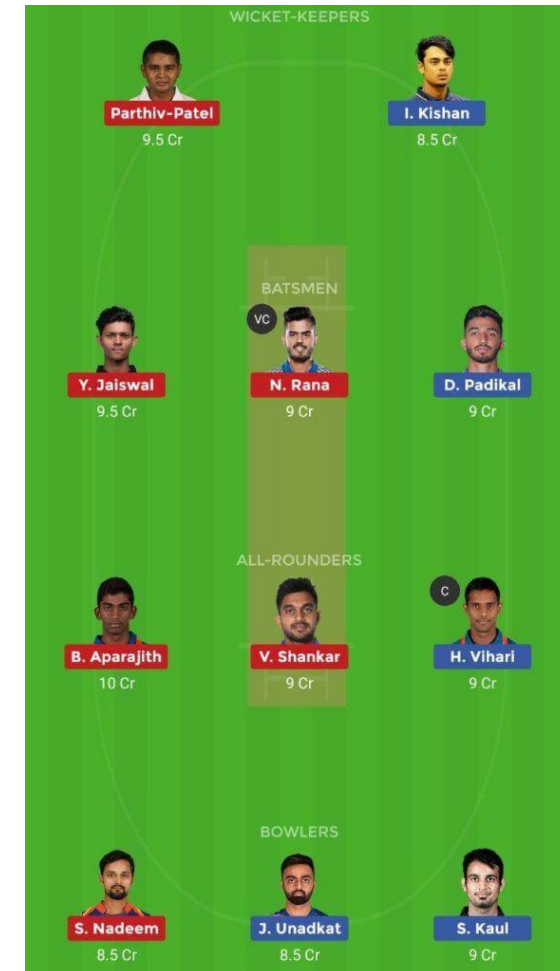 WICKET-KEEPERS
Parthiv-Patel I. Kishan
9.5 Cr 8.5 Cr
BATSMEN
VC
Y. Jaiswal N. Rana D. Padikal
9.5 Cr 9 Cr 9 Cr
ALL-ROUNDERS
C
B. Aparajith V. Shankar H. Vihari
10 Cr 9 Cr 9 Cr
BOWLERS
S. Nadeem J. Unadkat S. Kaul
8.5 Cr 8.5 Cr 9 Cr